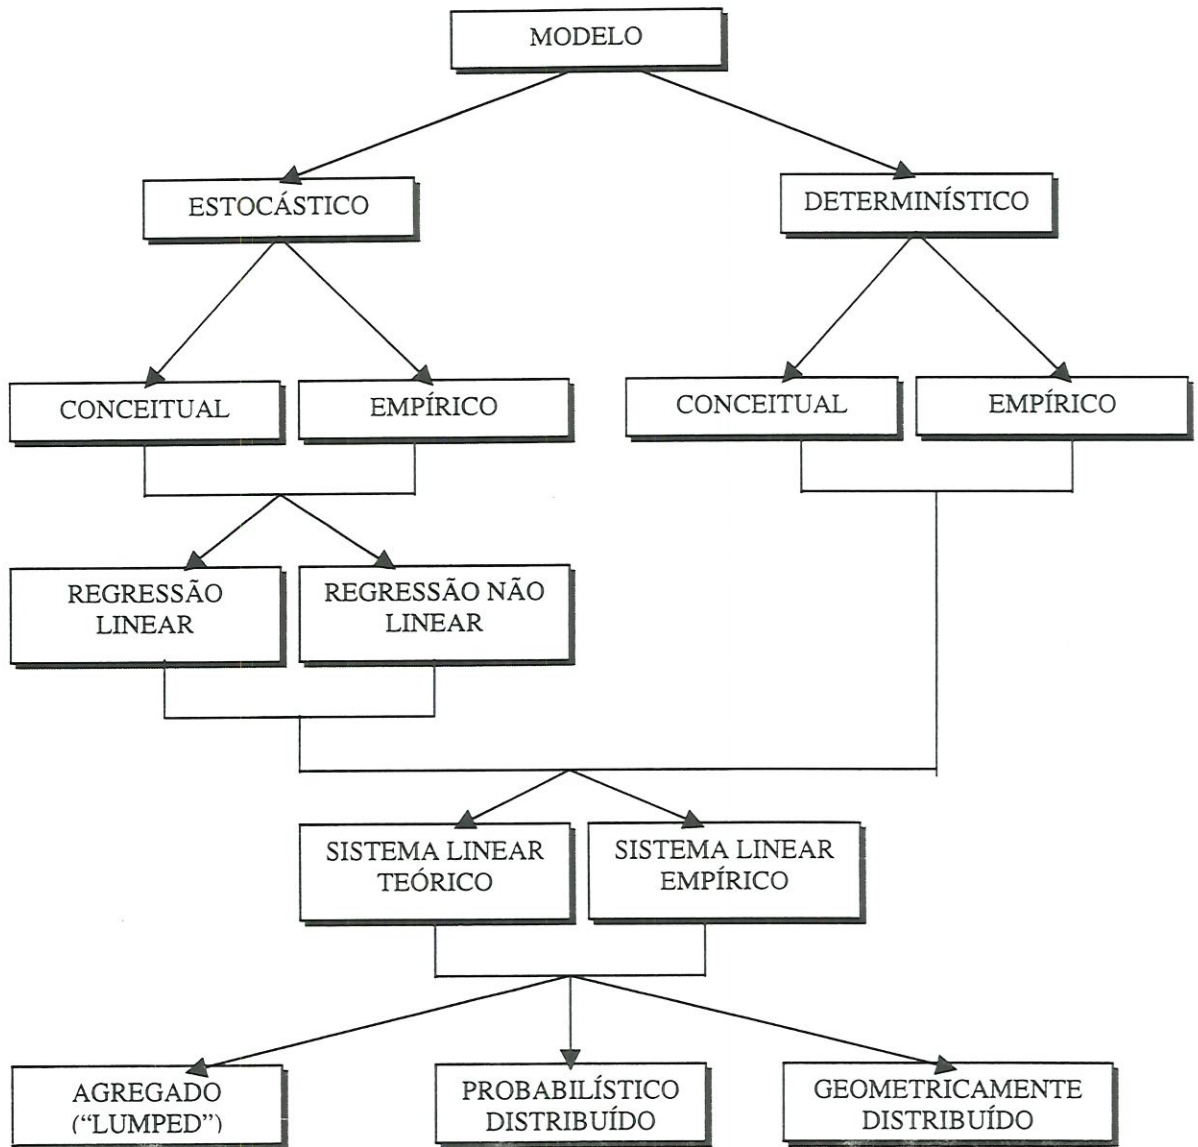 MODELO
ESTOCÁSTICO
DETERMINÍSTICO
CONCEITUAL
EMPÍRICO
CONCEITUAL
EMPÍRICO
REGRESSÃO
LINEAR
REGRESSÃO NÃO
LINEAR
SISTEMA LINEAR
TEÓRICO
SISTEMA LINEAR
EMPÍRICO
AGREGADO
(“LUMPED”)
PROBABILÍSTICO
DISTRIBUÍDO
GEOMETRICAMENTE
DISTRIBUÍDO